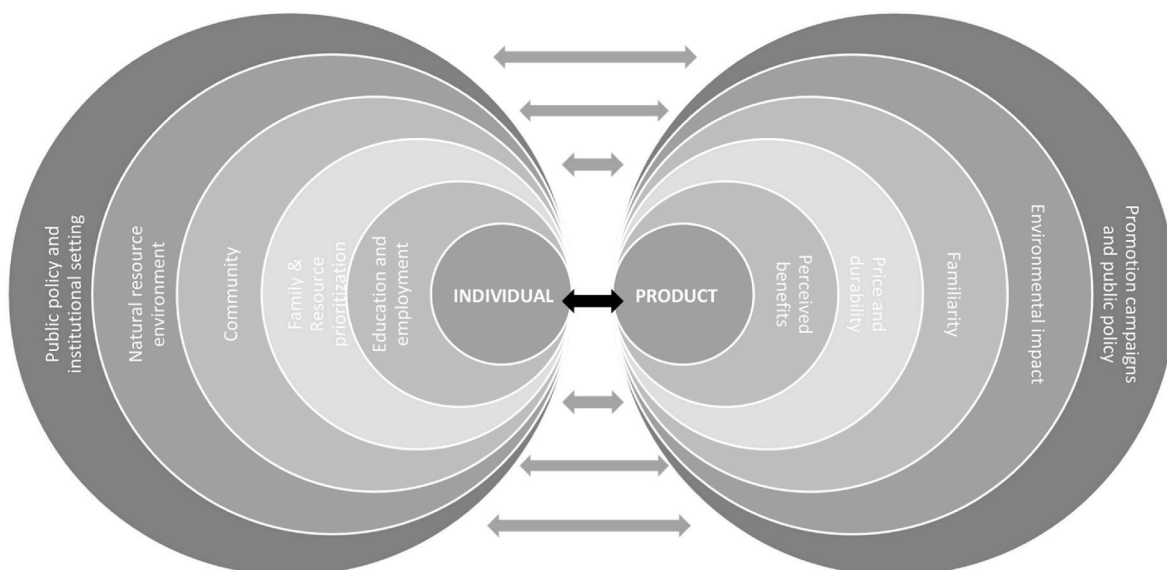 Public policy and
institutional setting
Natural resource
environment
Community
Family &
Resource
prioritization
Education and
employment
INDIVIDUAL
PRODUCT
Perceived
benefits
Price and
durability
Familiarity
Environmental impact
Promotion campaigns
and public policy